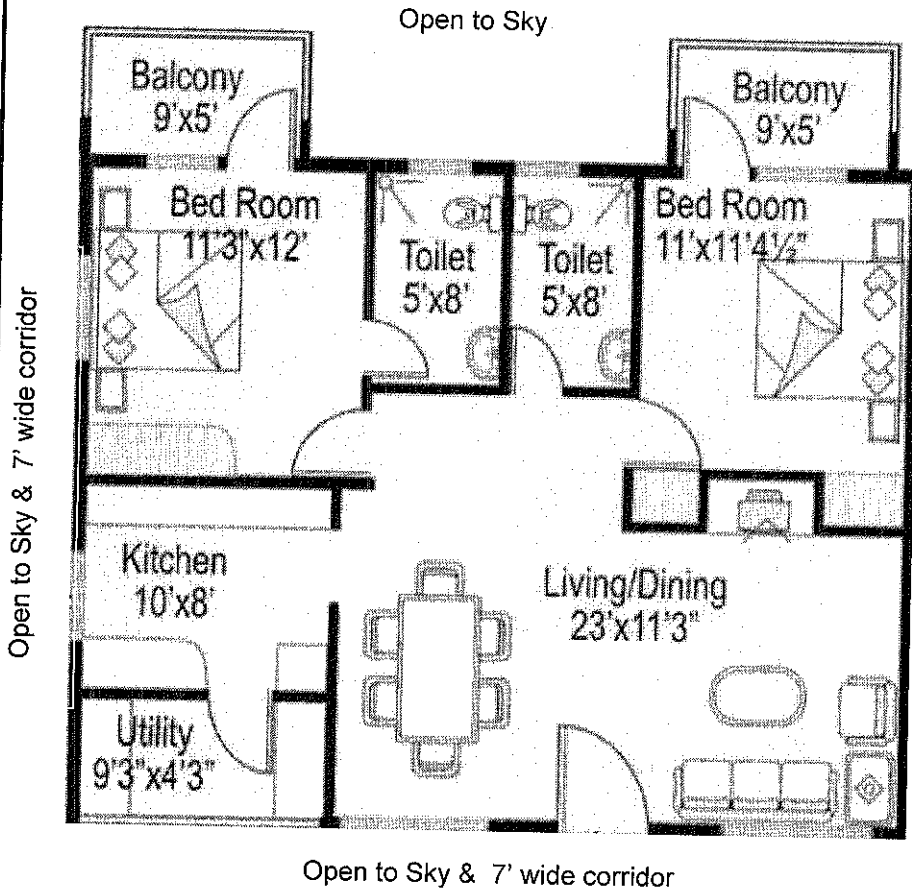 Open to Sky
Balcony
9'x5'
Balcony
9'x5'
Bed Room
11'3"x12'
Toilet
5'x8'
Toilet
5'x8'
Bed Room
11'x11'4½"
Open to Sky & 7' wide corridor
Kitchen
10'x8'
Living/Dining
23'x11'3"
Utility
9'3"x4'3"
Open to Sky & 7' wide corridor